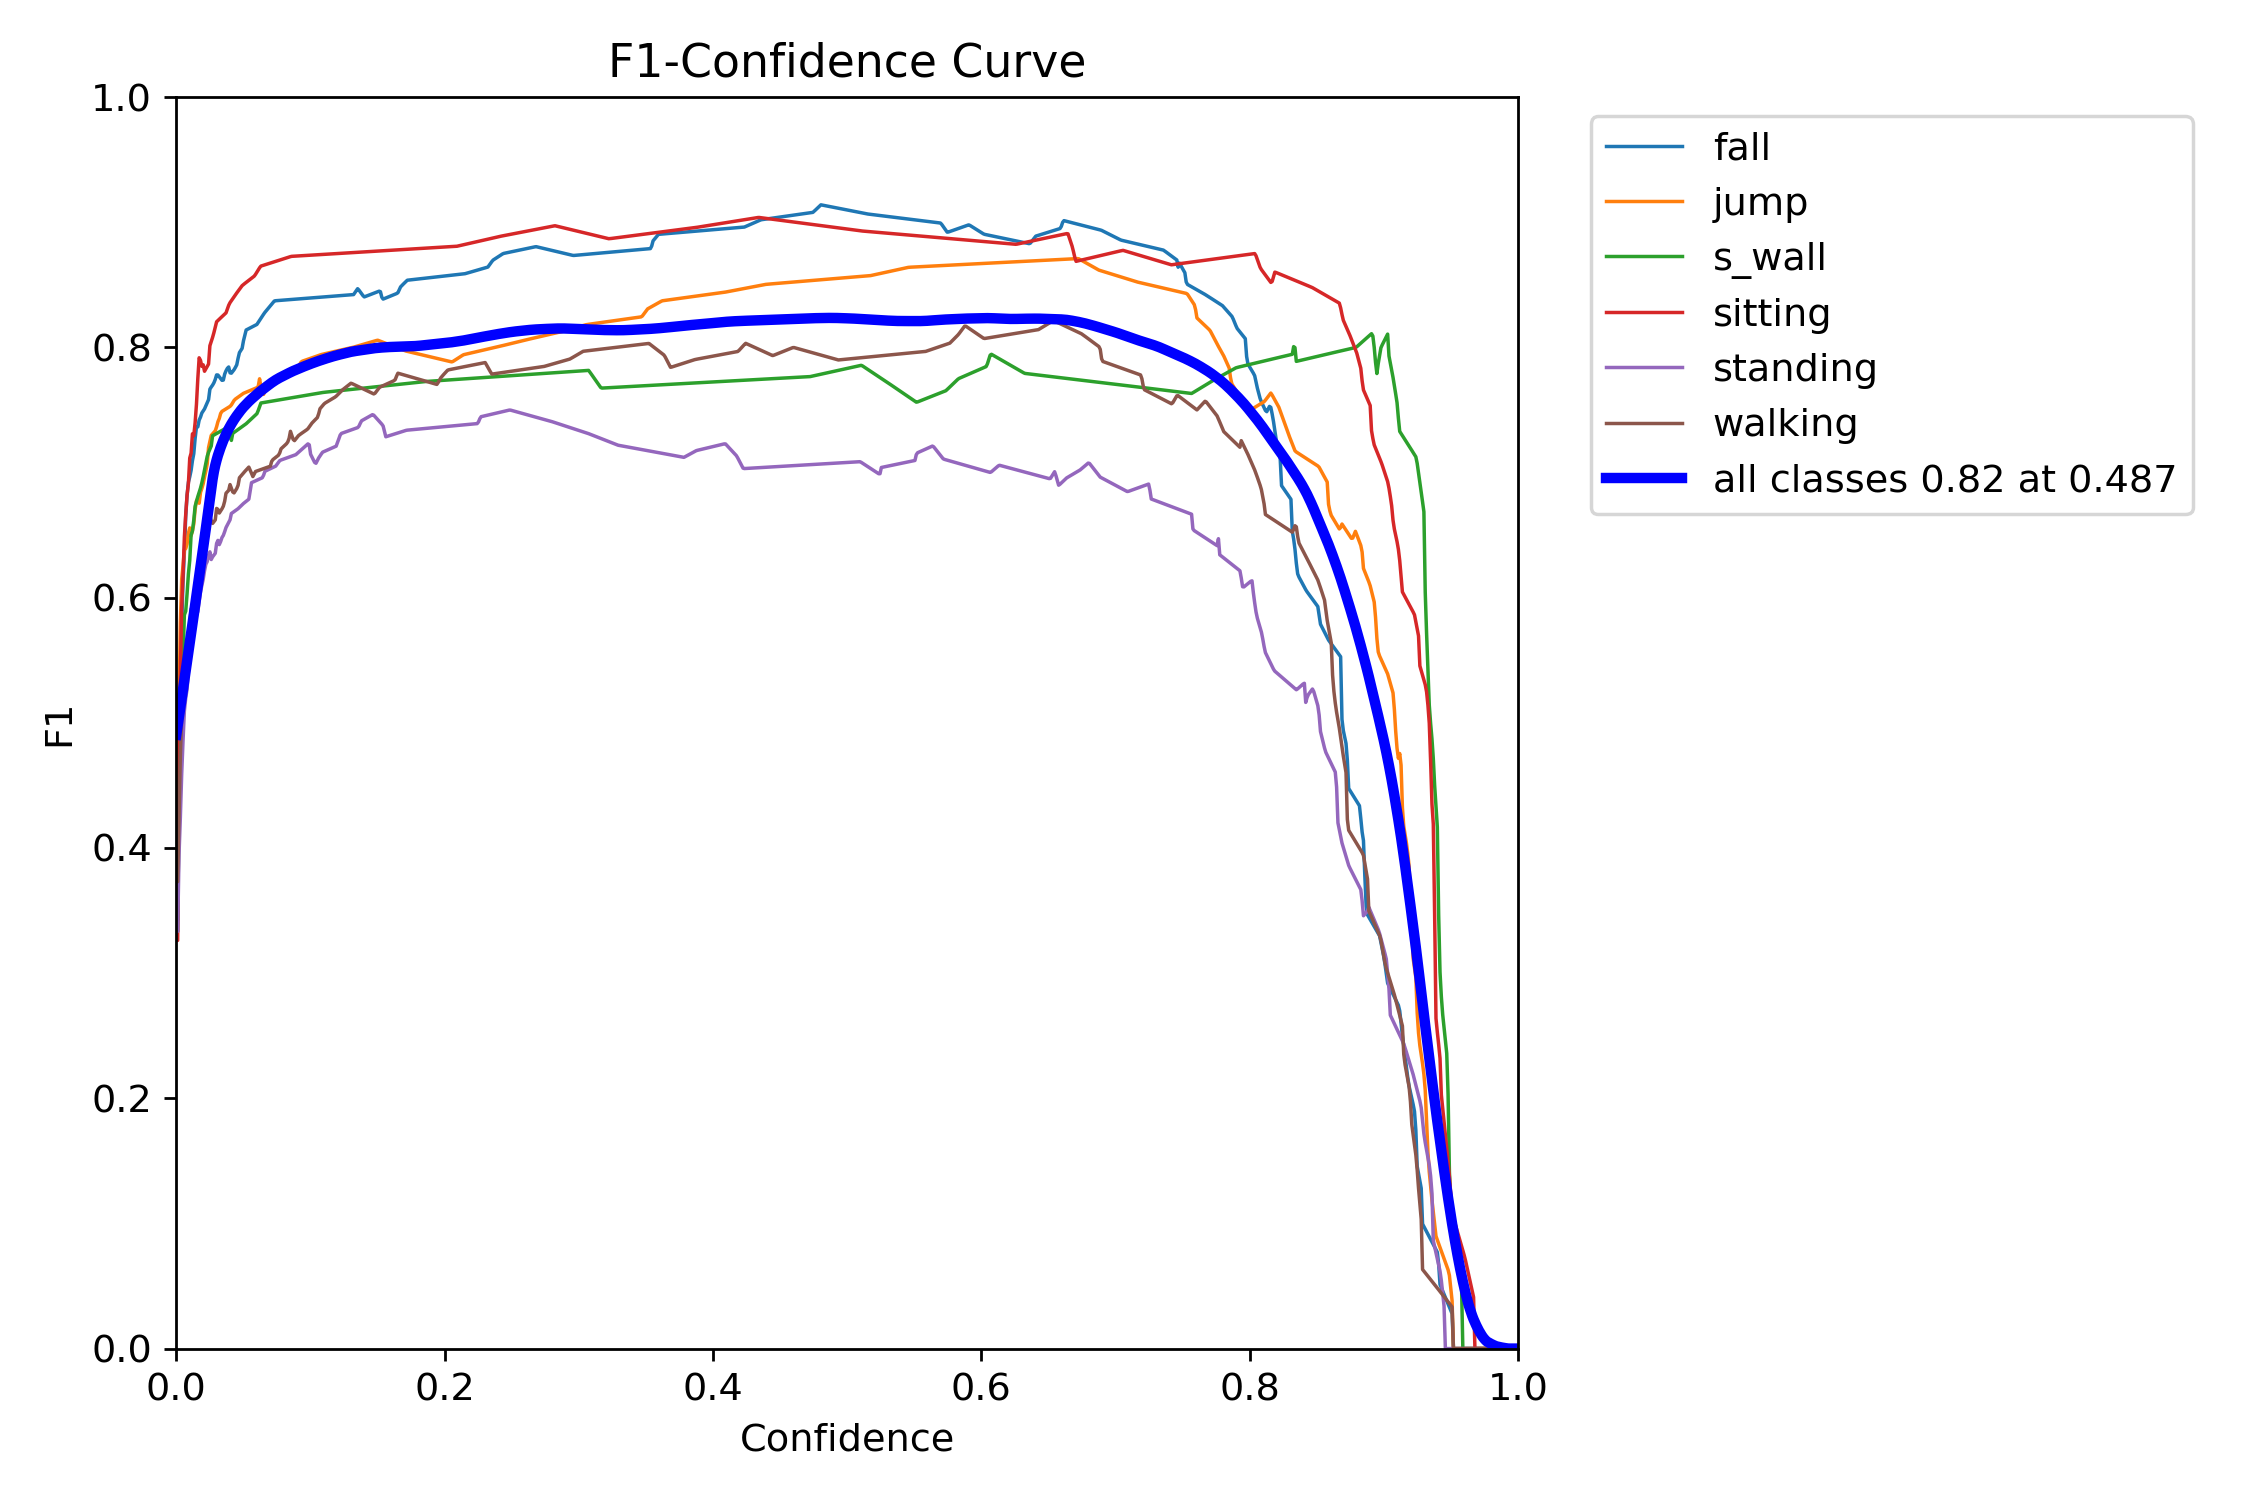 F1-Confidence Curve
1.0
0.8
0.6
0.4
0.2
0.0
F1
0.0 0.2 0.4 0.6 0.8 1.0
Confidence
fall
jump
s_wall
sitting
standing
walking
all classes 0.82 at 0.487